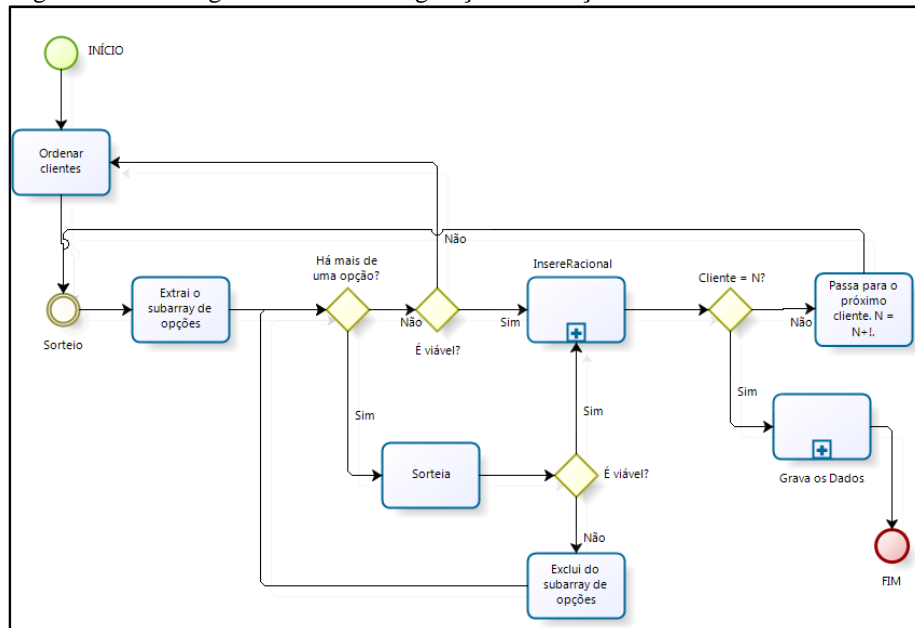 INÍCIO
Ordenar
clientes
Não
Há mais de
uma opção?
InsereRacional
Cliente = N?
Passa para o
próximo
cliente. N =
N+!.
Extrai o
subarray de
opções
Não
Sim
Não
Sorteio
É viável?
Sim
Sim
Sim
Sorteia
É viável?
Grava os Dados
Não
Exclui do
subarray de
opções
FIM